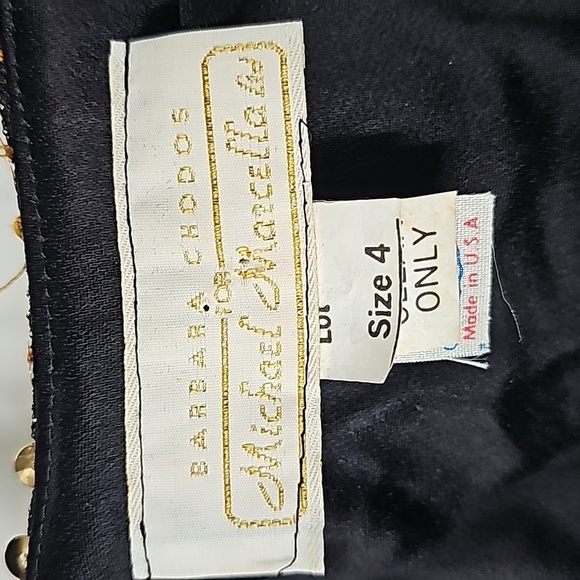 BARBARA CHODOS
FOR
Michael Marcella
Lot
Size 4
ONLY
Made in U.S.A